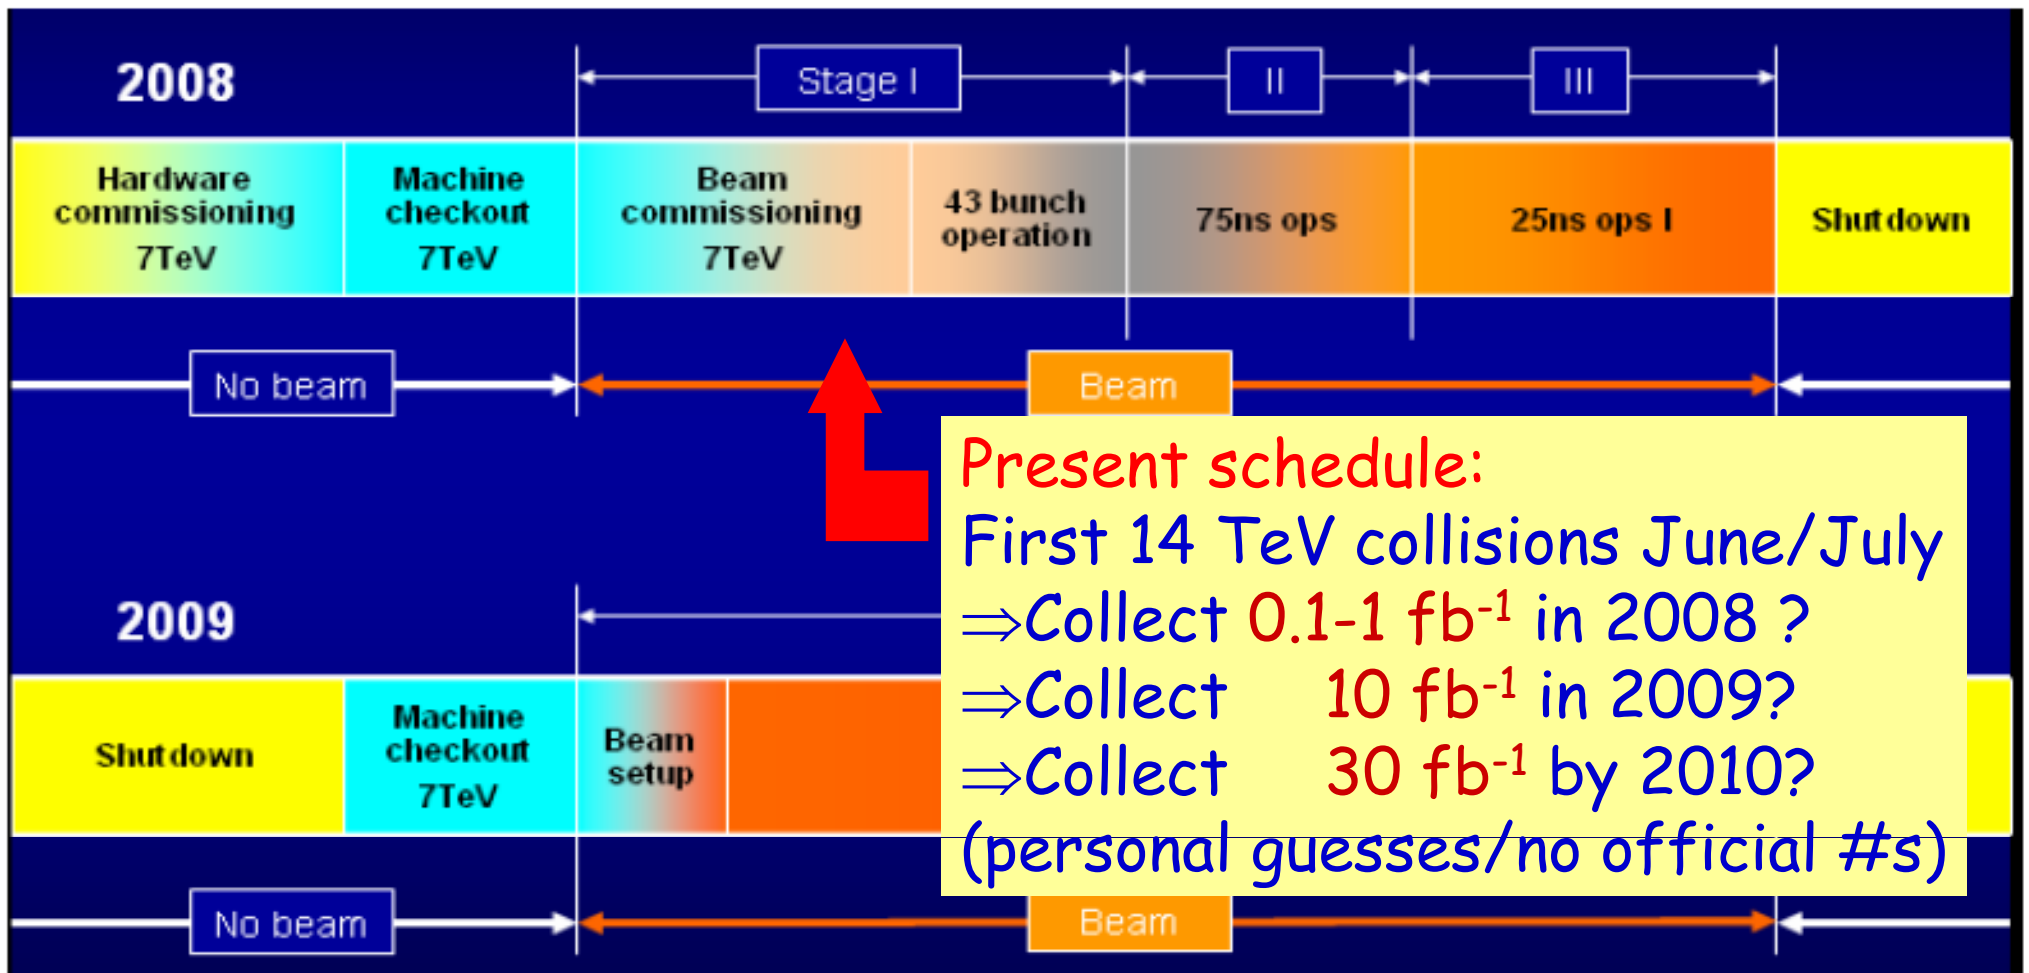 2008
Stage I
II
III
Hardware
commissioning
7TeV
Machine
checkout
7TeV
Beam
commissioning
7TeV
43 bunch
operation
75ns ops
25ns ops I
Shutdown
No beam
Beam
Present schedule:
First 14 TeV collisions June/July
⇒Collect 0.1-1 fb⁻¹ in 2008 ?
⇒Collect 10 fb⁻¹ in 2009?
⇒Collect 30 fb⁻¹ by 2010?
(personal guesses/no official #s)
2009
Shutdown
Machine
checkout
7TeV
Beam
setup
No beam
Beam